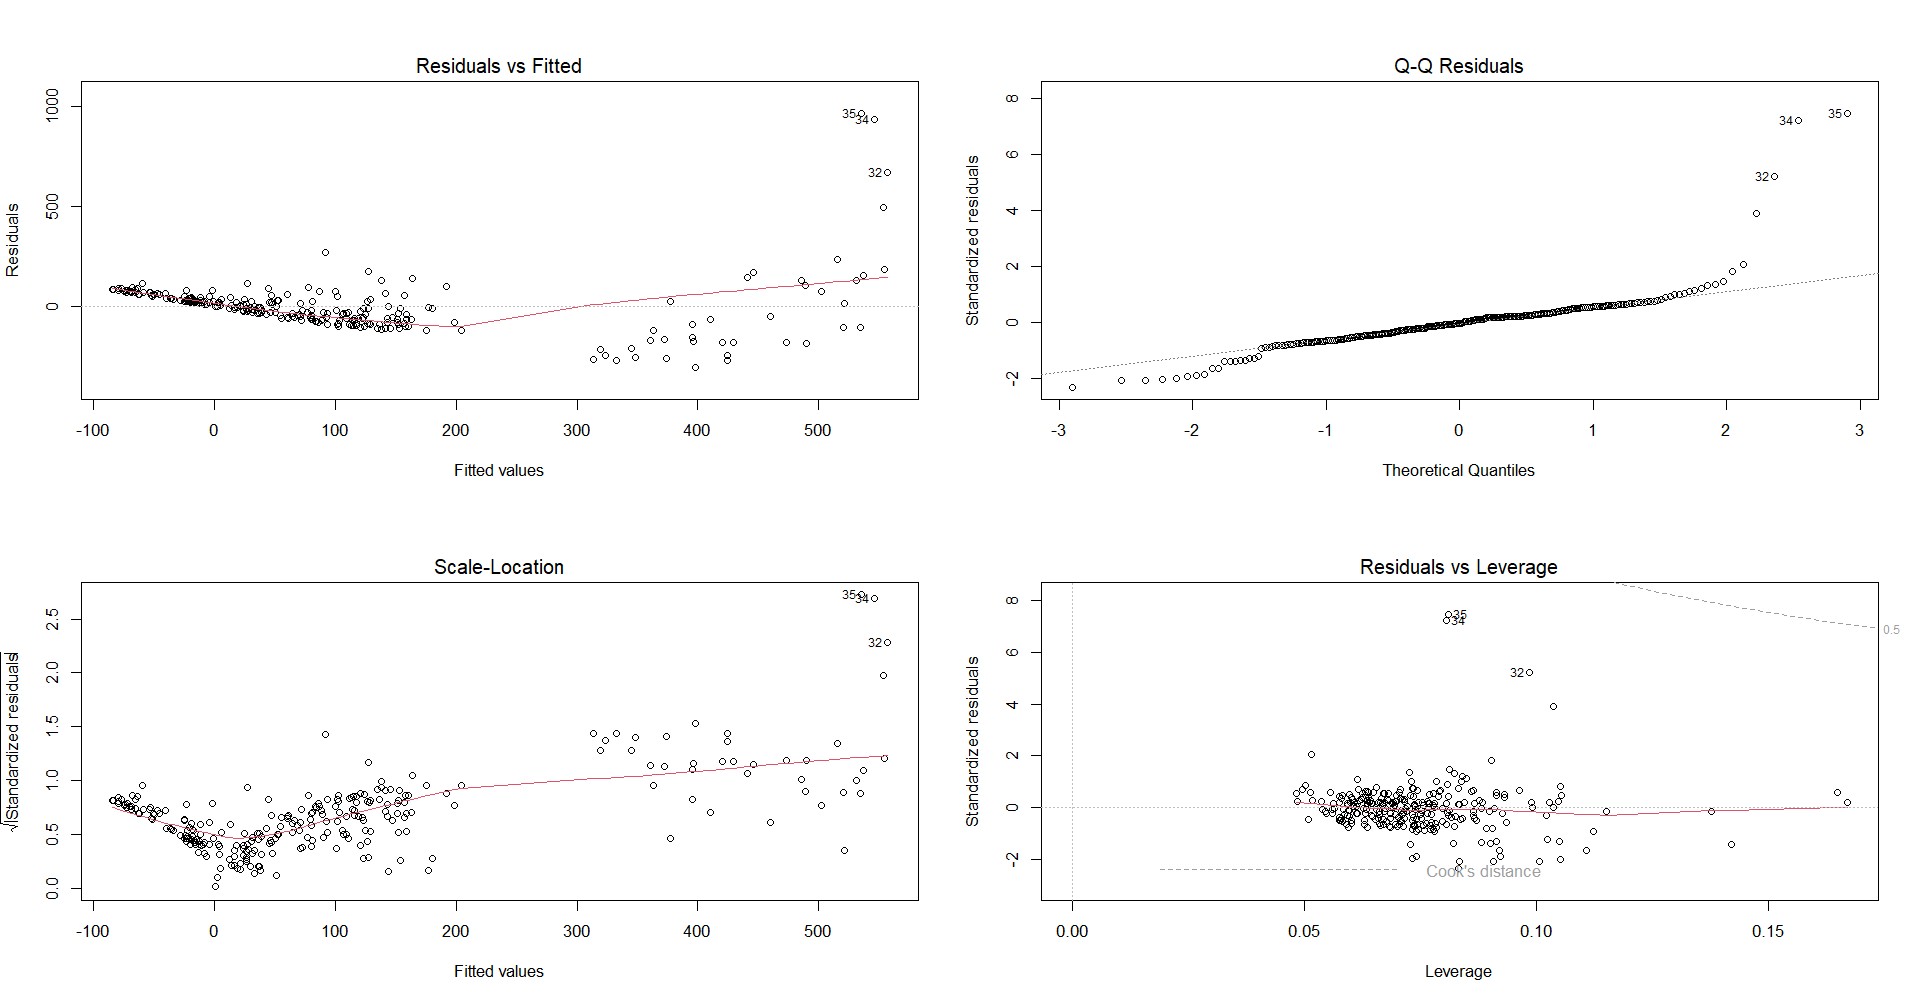 Residuals vs Fitted
Residuals
1000
500
0
35
34
32
-100 0 100 200 300 400 500
Fitted values
Q-Q Residuals
Standardized residuals
8
6
4
2
0
-2
34
35
32
-3 -2 -1 0 1 2 3
Theoretical Quantiles
Scale-Location
√|Standardized residuals|
2.5
2.0
1.5
1.0
0.5
0.0
35
34
32
-100 0 100 200 300 400 500
Fitted values
Residuals vs Leverage
Standardized residuals
8
6
4
2
0
-2
35
34
32
0.5
Cook's distance
0.00 0.05 0.10 0.15
Leverage